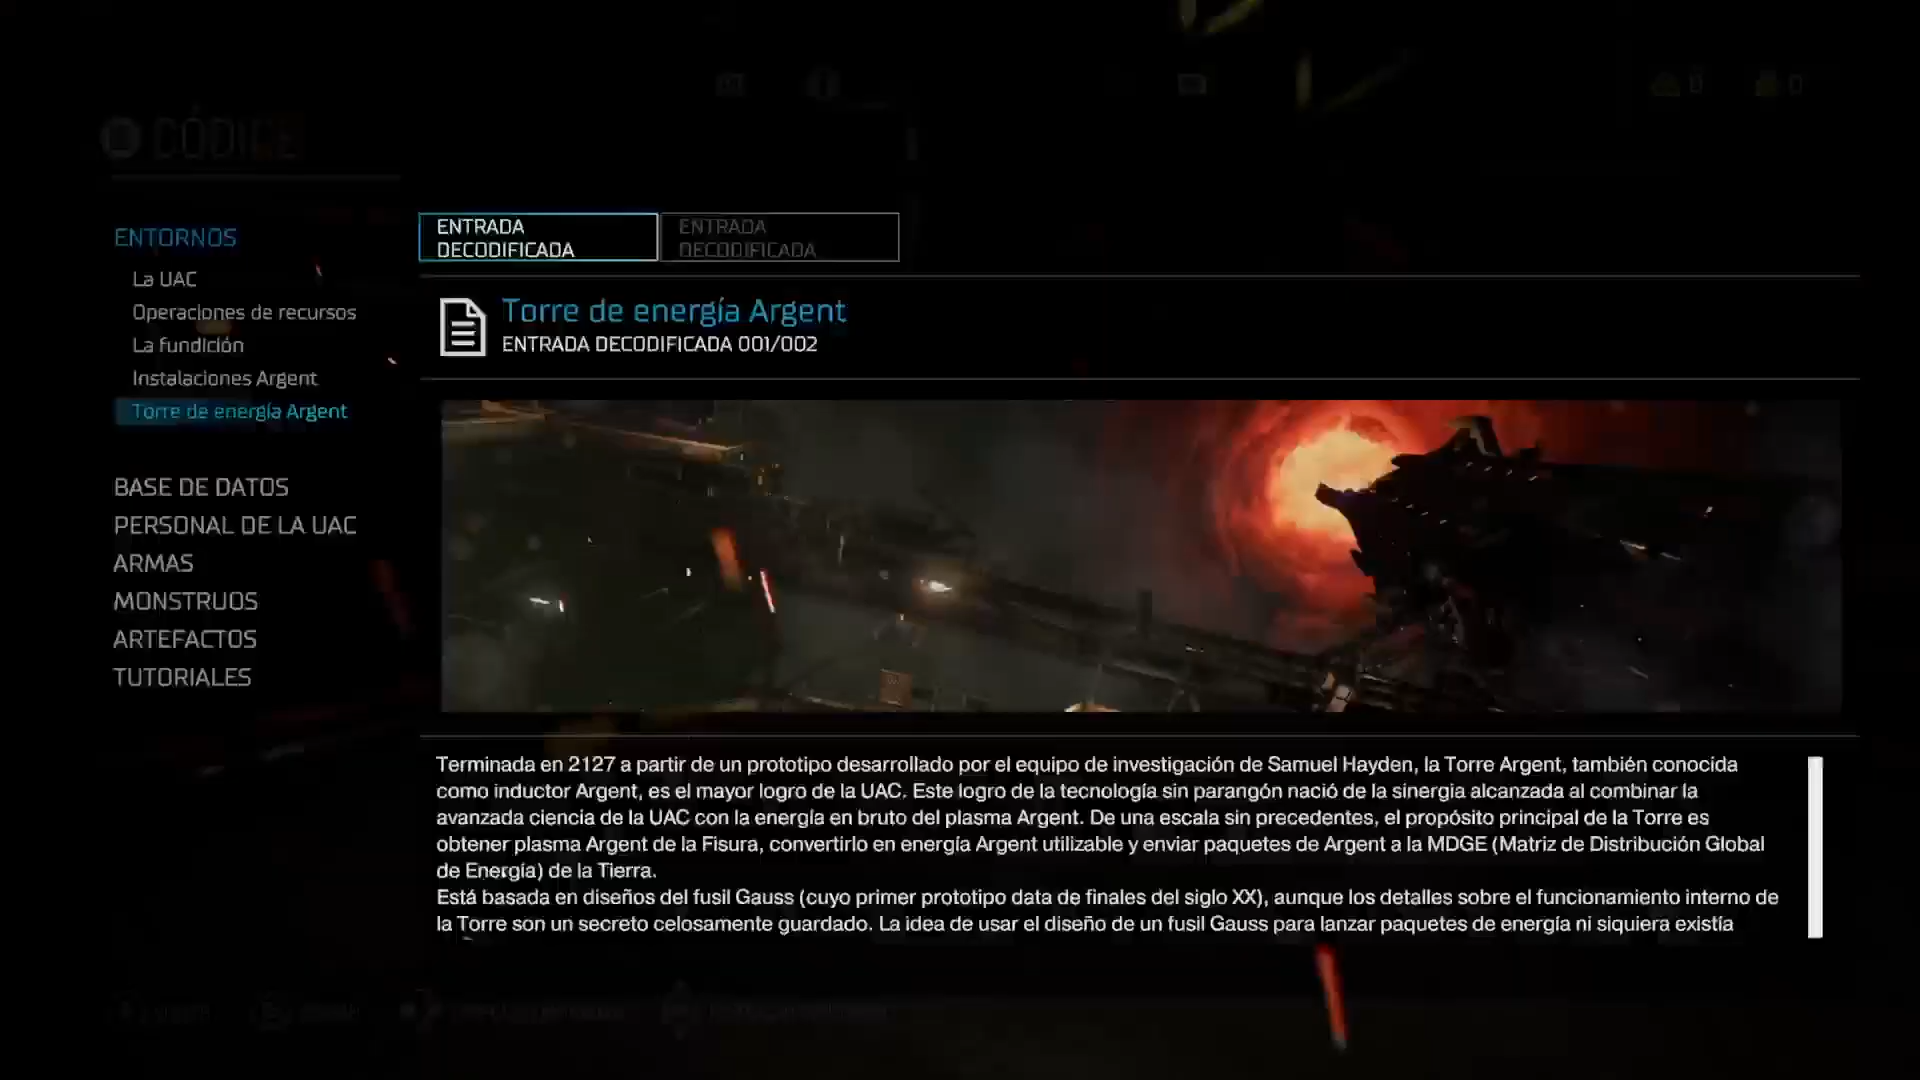 CÓDICE
0
0
ENTORNOS
La UAC
Operaciones de recursos
La fundición
Instalaciones Argent
Torre de energía Argent
BASE DE DATOS
PERSONAL DE LA UAC
ARMAS
MONSTRUOS
ARTEFACTOS
TUTORIALES
ENTRADA
DECODIFICADA
ENTRADA
DECODIFICADA
Torre de energía Argent
ENTRADA DECODIFICADA 001/002
Terminada en 2127 a partir de un prototipo desarrollado por el equipo de investigación de Samuel Hayden, la Torre Argent, también conocida
como inductor Argent, es el mayor logro de la UAC. Este logro de la tecnología sin parangón nació de la sinergia alcanzada al combinar la
avanzada ciencia de la UAC con la energía en bruto del plasma Argent. De una escala sin precedentes, el propósito principal de la Torre es
obtener plasma Argent de la Fisura, convertirlo en energía Argent utilizable y enviar paquetes de Argent a la MDGE (Matriz de Distribución Global
de Energía) de la Tierra.
Está basada en diseños del fusil Gauss (cuyo primer prototipo data de finales del siglo XX), aunque los detalles sobre el funcionamiento interno de
la Torre son un secreto celosamente guardado. La idea de usar el diseño de un fusil Gauss para lanzar paquetes de energía ni siquiera existía